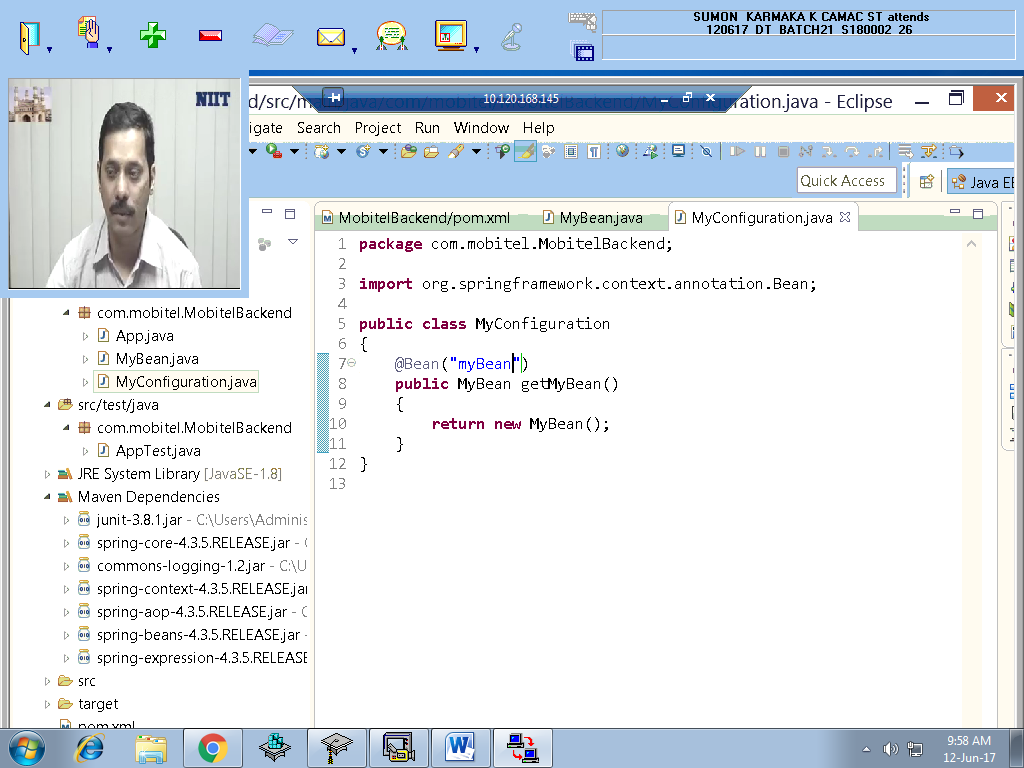 SUMON KARMAKA K CAMAC ST attends
120617_DT_BATCH21_S180002_26
NIIT
10.120.168.145
Configuration.java - Eclipse
igate Search Project Run Window Help
Quick Access
Java EE
MobitelBackend/pom.xml
MyBean.java
MyConfiguration.java
1 package com.mobitel.MobitelBackend;
2
3 import org.springframework.context.annotation.Bean;
4
5 public class MyConfiguration
6 {
7 @Bean("myBean")
8 public MyBean getMyBean()
9 {
10 return new MyBean();
11 }
12 }
13
com.mobitel.MobitelBackend
App.java
MyBean.java
MyConfiguration.java
src/test/java
com.mobitel.MobitelBackend
AppTest.java
JRE System Library [JavaSE-1.8]
Maven Dependencies
junit-3.8.1.jar - C:\Users\Adminis
spring-core-4.3.5.RELEASE.jar - C
commons-logging-1.2.jar - C:\U
spring-context-4.3.5.RELEASE.jar
spring-aop-4.3.5.RELEASE.jar - C
spring-beans-4.3.5.RELEASE.jar -
spring-expression-4.3.5.RELEASE
src
target
pom.xml
9:58 AM
12-Jun-17